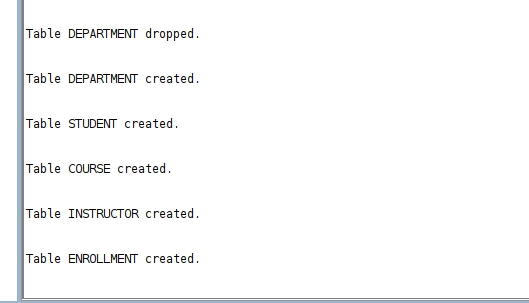 Table DEPARTMENT dropped.
Table DEPARTMENT created.
Table STUDENT created.
Table COURSE created.
Table INSTRUCTOR created.
Table ENROLLMENT created.